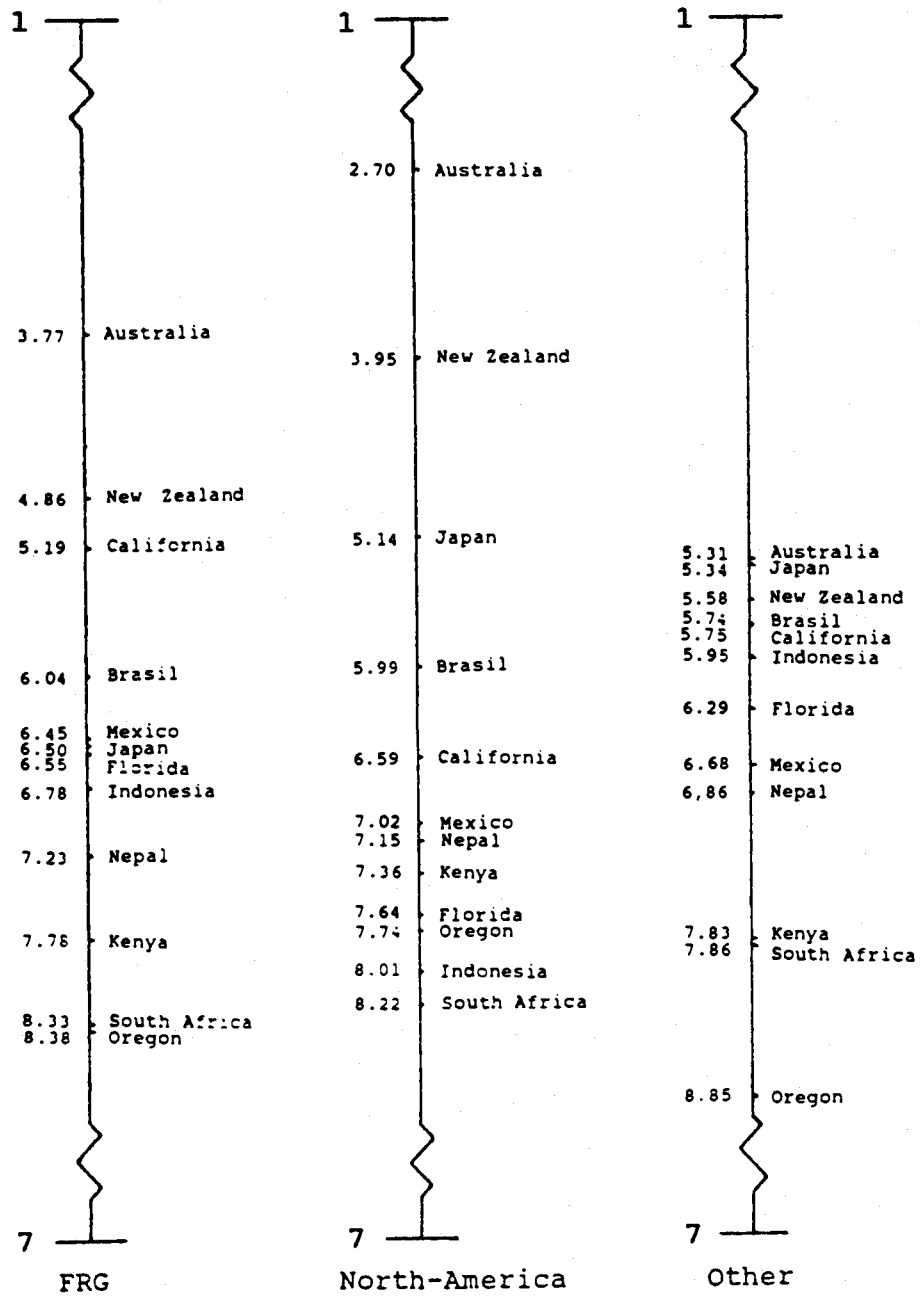 1
3.77 Australia
4.86 New Zealand
5.19 California
6.04 Brasil
6.45 Mexico
6.50 Japan
6.55 Florida
6.78 Indonesia
7.23 Nepal
7.78 Kenya
8.33 South Africa
8.38 Oregon
7
FRG
1
2.70 Australia
3.95 New Zealand
5.14 Japan
5.99 Brasil
6.59 California
7.02 Mexico
7.15 Nepal
7.36 Kenya
7.64 Florida
7.74 Oregon
8.01 Indonesia
8.22 South Africa
7
North-America
1
5.31 Australia
5.34 Japan
5.58 New Zealand
5.74 Brasil
5.75 California
5.95 Indonesia
6.29 Florida
6.68 Mexico
6,86 Nepal
7.83 Kenya
7.86 South Africa
8.85 Oregon
7
Other